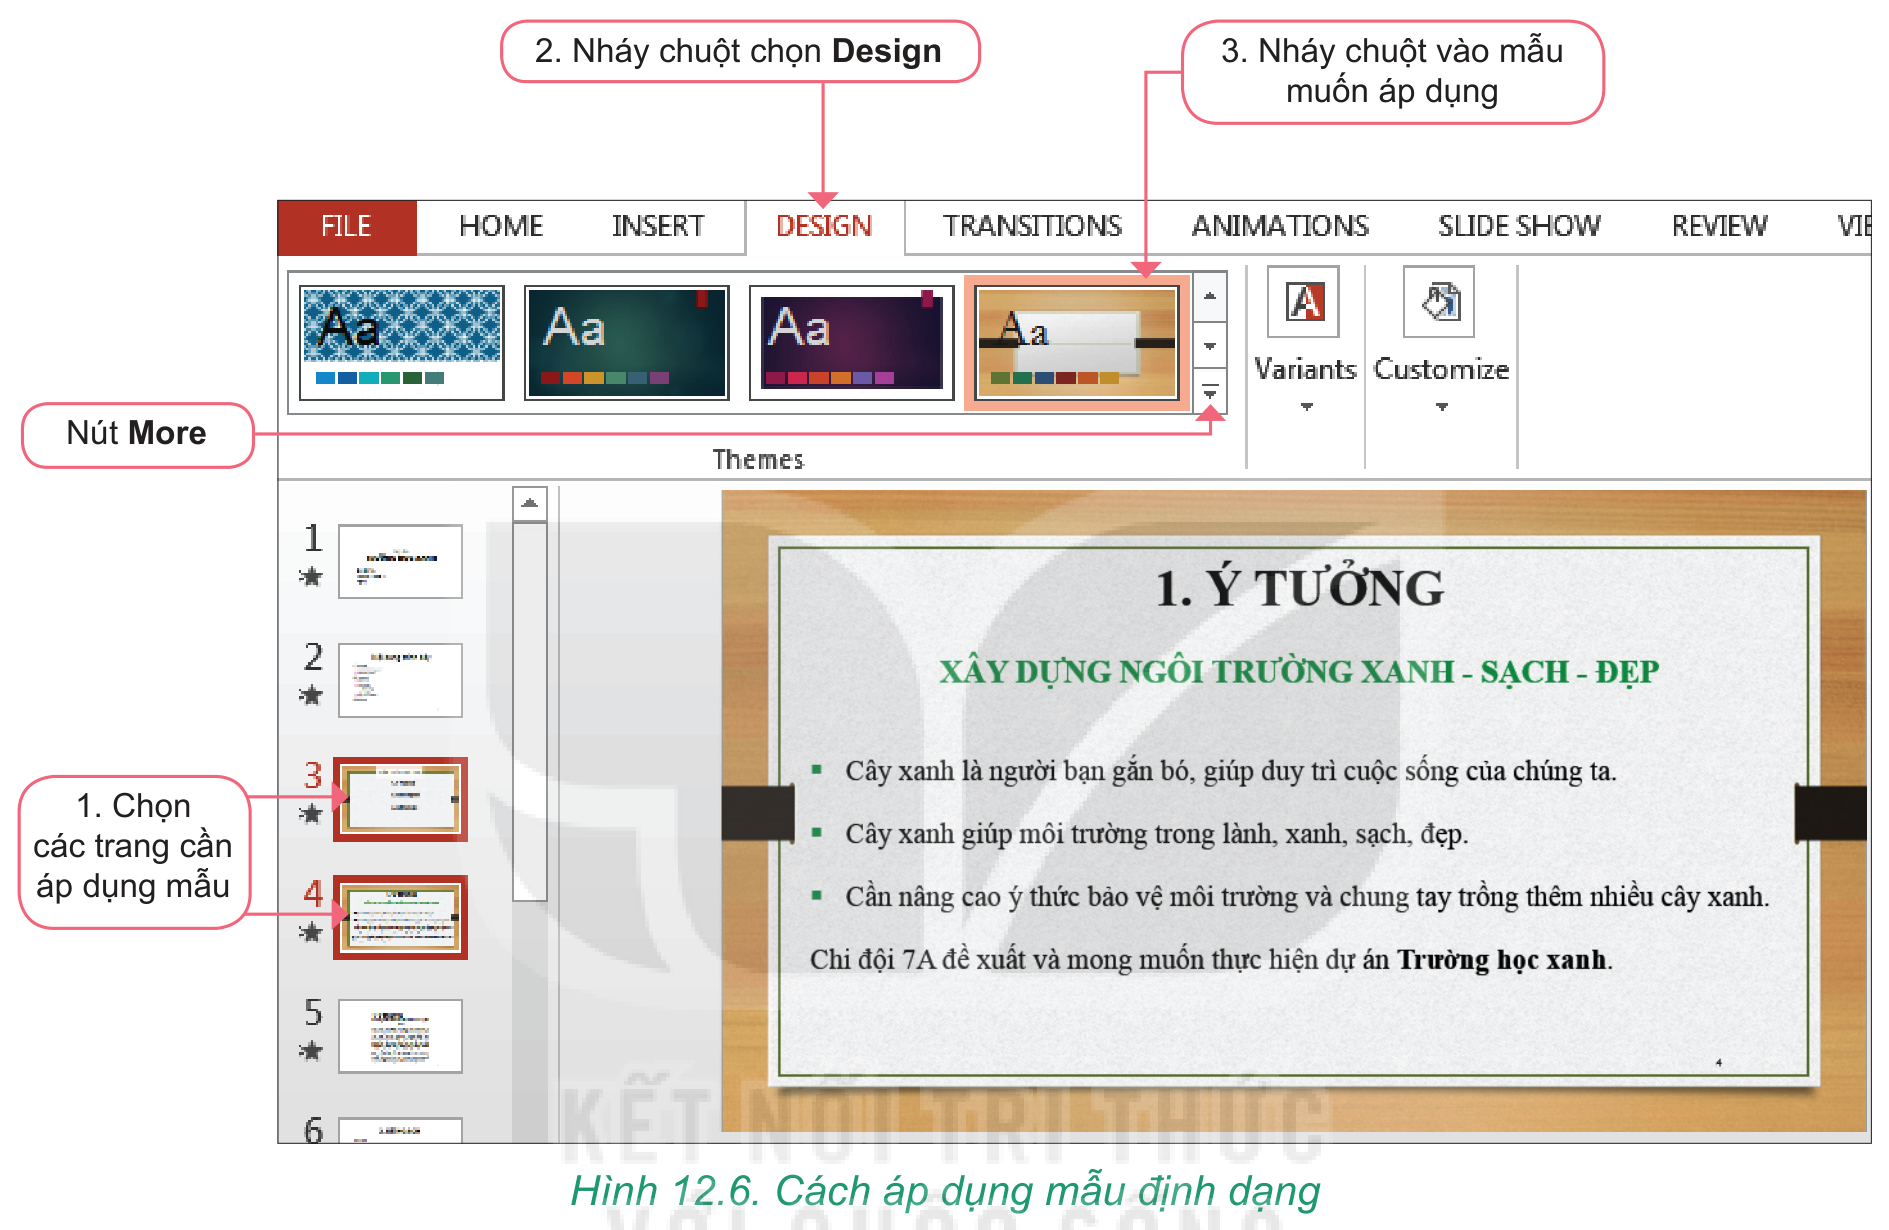 2. Nháy chuột chọn Design
3. Nháy chuột vào mẫu
muốn áp dụng
FILE HOME INSERT DESIGN TRANSITIONS ANIMATIONS SLIDE SHOW REVIEW VIE
Aa Aa Aa Aa
Variants Customize
Nút More
Themes
1
2
3
4
5
6
1. Chọn
các trang cần
áp dụng mẫu
1. Ý TƯỞNG
XÂY DỰNG NGÔI TRƯỜNG XANH - SẠCH - ĐẸP
Cây xanh là người bạn gắn bó, giúp duy trì cuộc sống của chúng ta.
Cây xanh giúp môi trường trong lành, xanh, sạch, đẹp.
Cần nâng cao ý thức bảo vệ môi trường và chung tay trồng thêm nhiều cây xanh.
Chi đội 7A đề xuất và mong muốn thực hiện dự án Trường học xanh.
4
KẾT NỐI TRI THỨC
Hình 12.6. Cách áp dụng mẫu định dạng